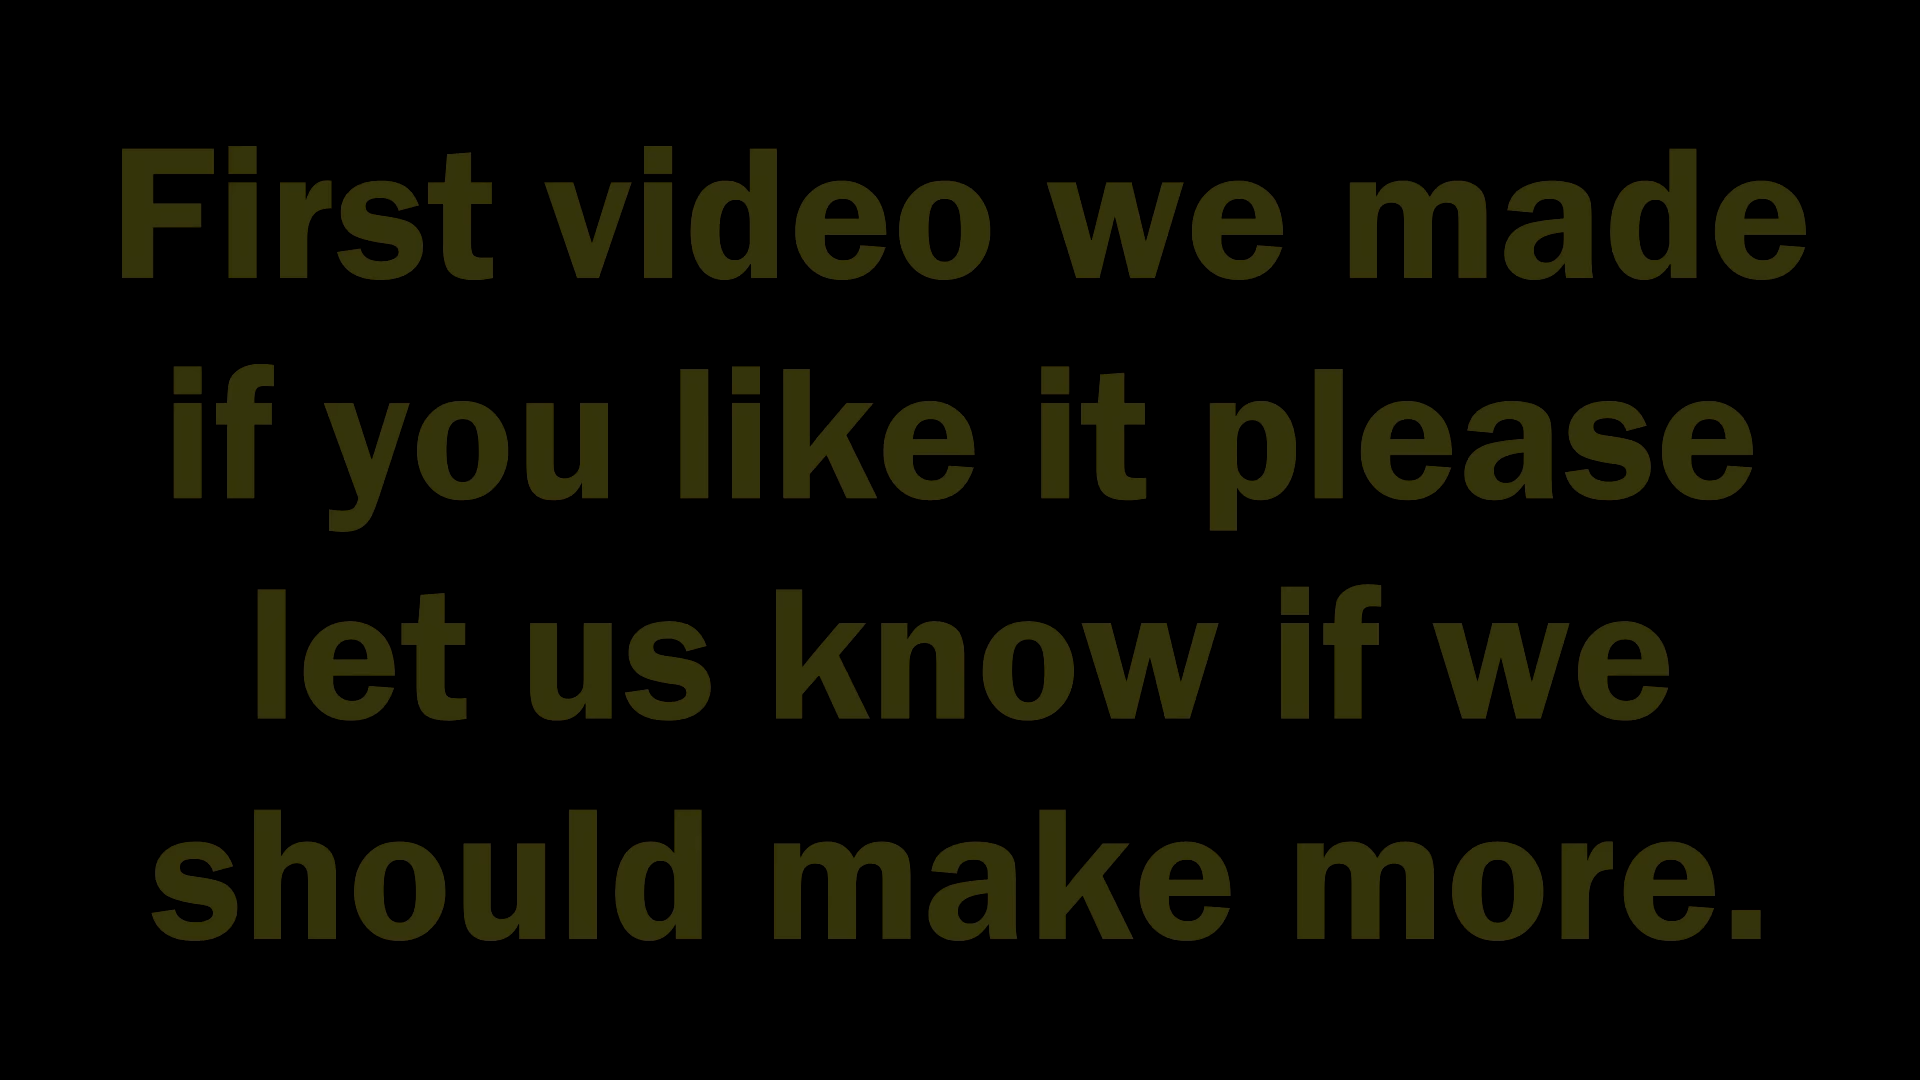 First video we made
if you like it please
let us know if we
should make more.